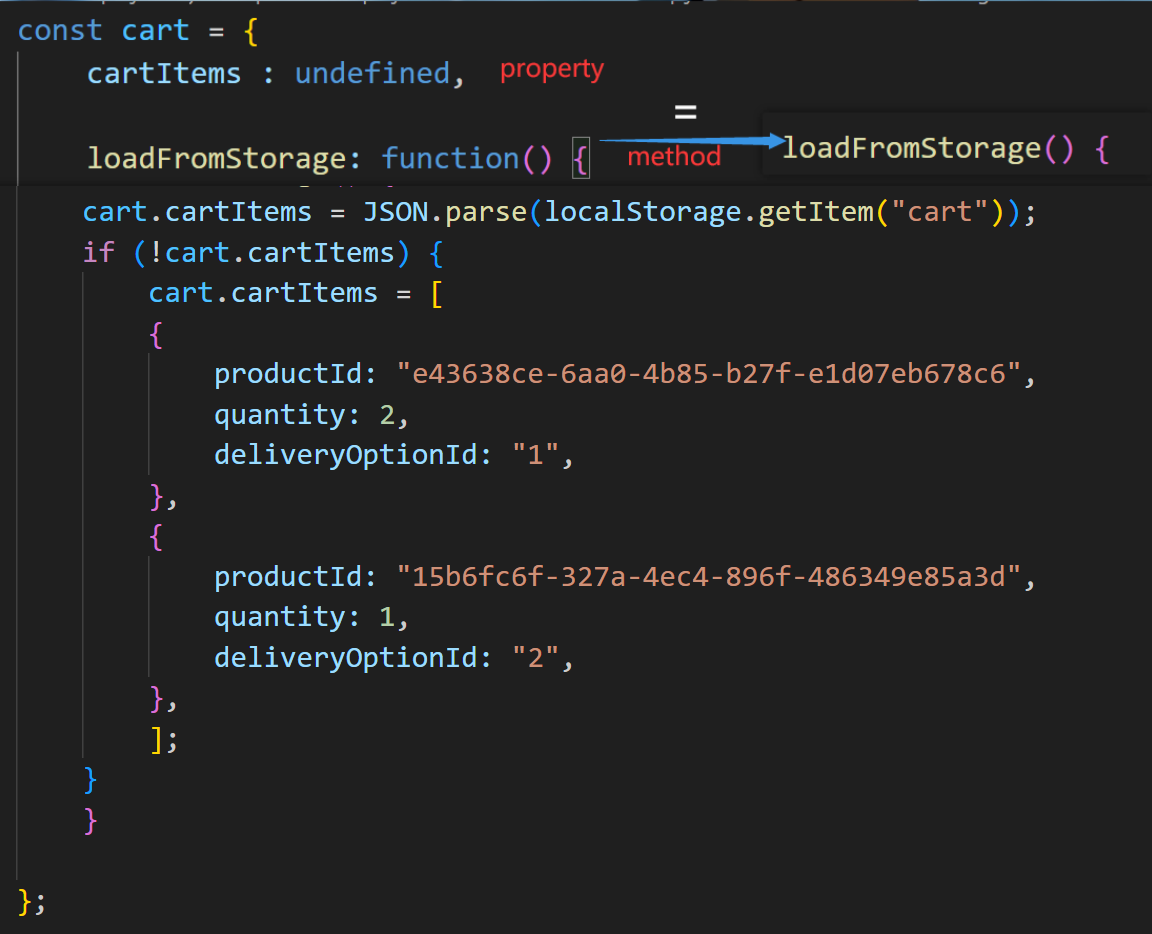 const cart = {
cartItems : undefined, property
=
loadFromStorage: function() { method loadFromStorage() {
cart.cartItems = JSON.parse(localStorage.getItem("cart"));
if (!cart.cartItems) {
cart.cartItems = [
{
productId: "e43638ce-6aa0-4b85-b27f-e1d07eb678c6",
quantity: 2,
deliveryOptionId: "1",
},
{
productId: "15b6fc6f-327a-4ec4-896f-486349e85a3d",
quantity: 1,
deliveryOptionId: "2",
},
];
}
}
};